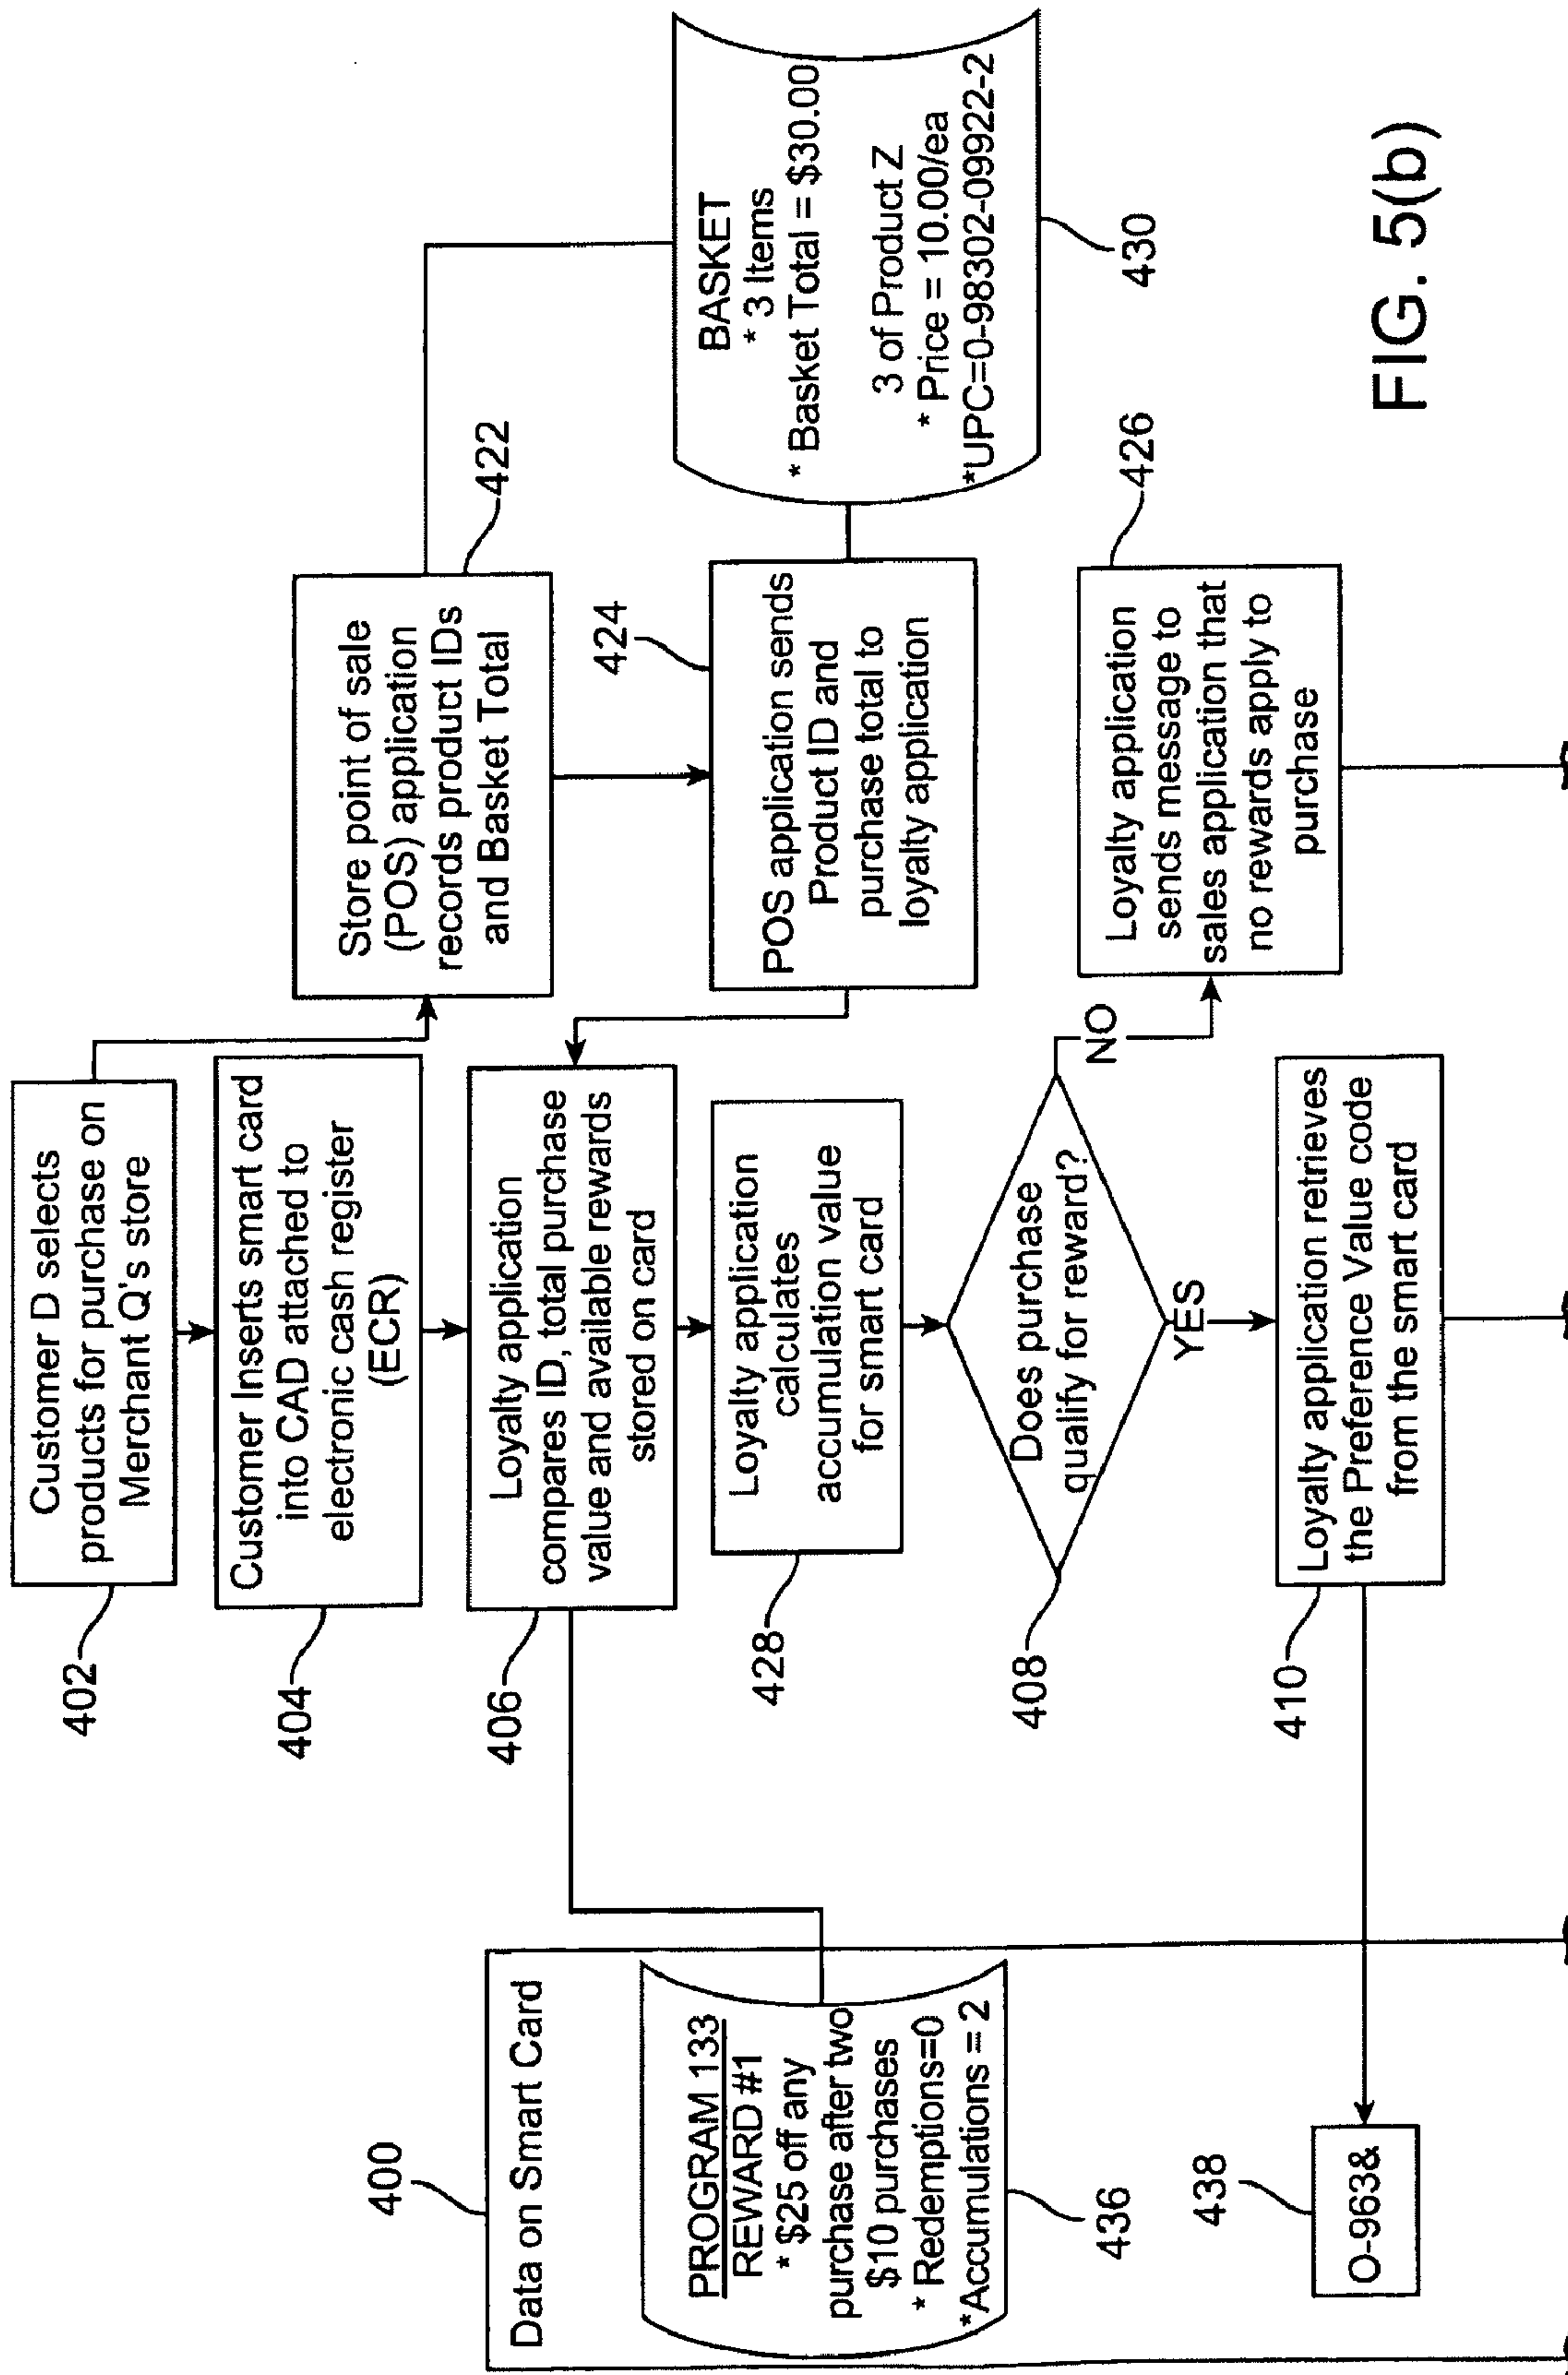 402
Customer D selects
products for purchase on
Merchant Q's store
404
Customer Inserts smart card
into CAD attached to
electronic cash register
(ECR)
Store point of sale
(POS) application
records product IDs
and Basket Total
422
400
Data on Smart Card
406
Loyalty application
compares ID, total purchase
value and available rewards
stored on card
424
POS application sends
Product ID and
purchase total to
loyalty application
BASKET
* 3 Items
* Basket Total = $30.00
3 of Product Z
* Price = 10.00/ea
*UPC=0-98302-09922-2
430
PROGRAM 133
REWARD #1
* $25 off any
purchase after two
$10 purchases
* Redemptions=0
*Accumulations = 2
436
428
Loyalty application
calculates
accumulation value
for smart card
408
Does purchase
qualify for reward?
NO
YES
426
Loyalty application
sends message to
sales application that
no rewards apply to
purchase
438
O-963&
410
Loyalty application retrieves
the Preference Value code
from the smart card
FIG. 5(b)